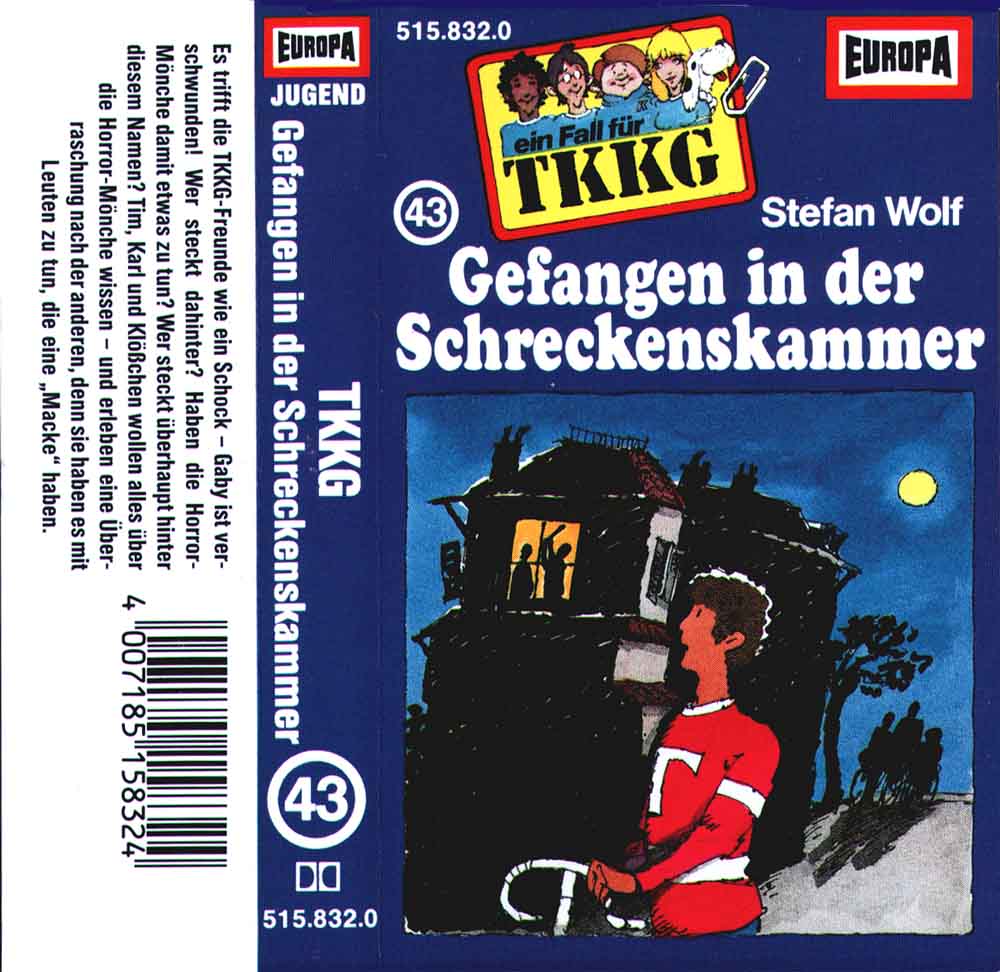 Es trifft die TKKG-Freunde wie ein Schock – Gaby ist ver-
schwunden! Wer steckt dahinter? Haben die Horror-
Mönche damit etwas zu tun? Wer steckt überhaupt hinter
diesem Namen? Tim, Karl und Klößchen wollen alles über
die Horror-Mönche wissen – und erleben eine Über-
raschung nach der anderen, denn sie haben es mit
Leuten zu tun, die eine „Macke“ haben.
4 007185 158324
EUROPA
JUGEND
Gefangen in der Schreckenskammer
TKKG
43
515.832.0
515.832.0
ein Fall für
TKKG
EUROPA
43
Stefan Wolf
Gefangen in der
Schreckenskammer
T